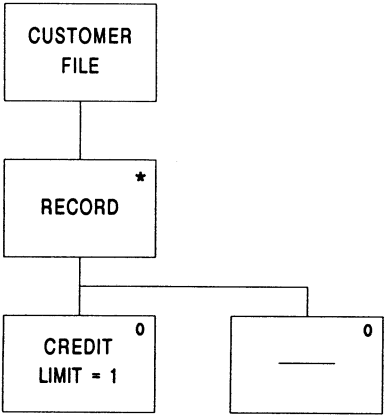 CUSTOMER
FILE
*
RECORD
0
CREDIT
LIMIT = 1
0